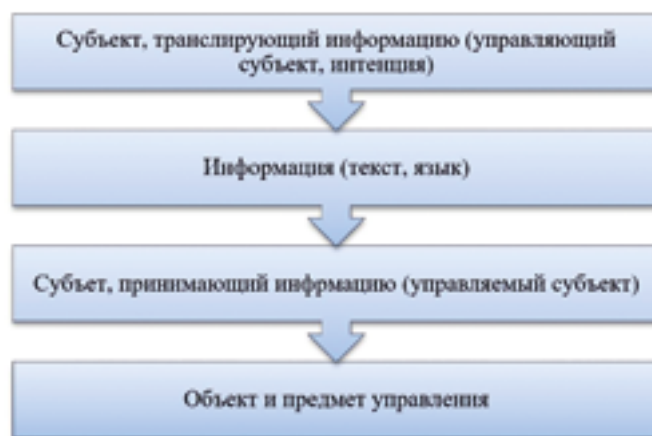 Субъект, транслирующий информацию (управляющий
субъект, интенция)
Информация (текст, язык)
Субъет, принимающий инфрмацию (управляемый субъект)
Объект и предмет управления